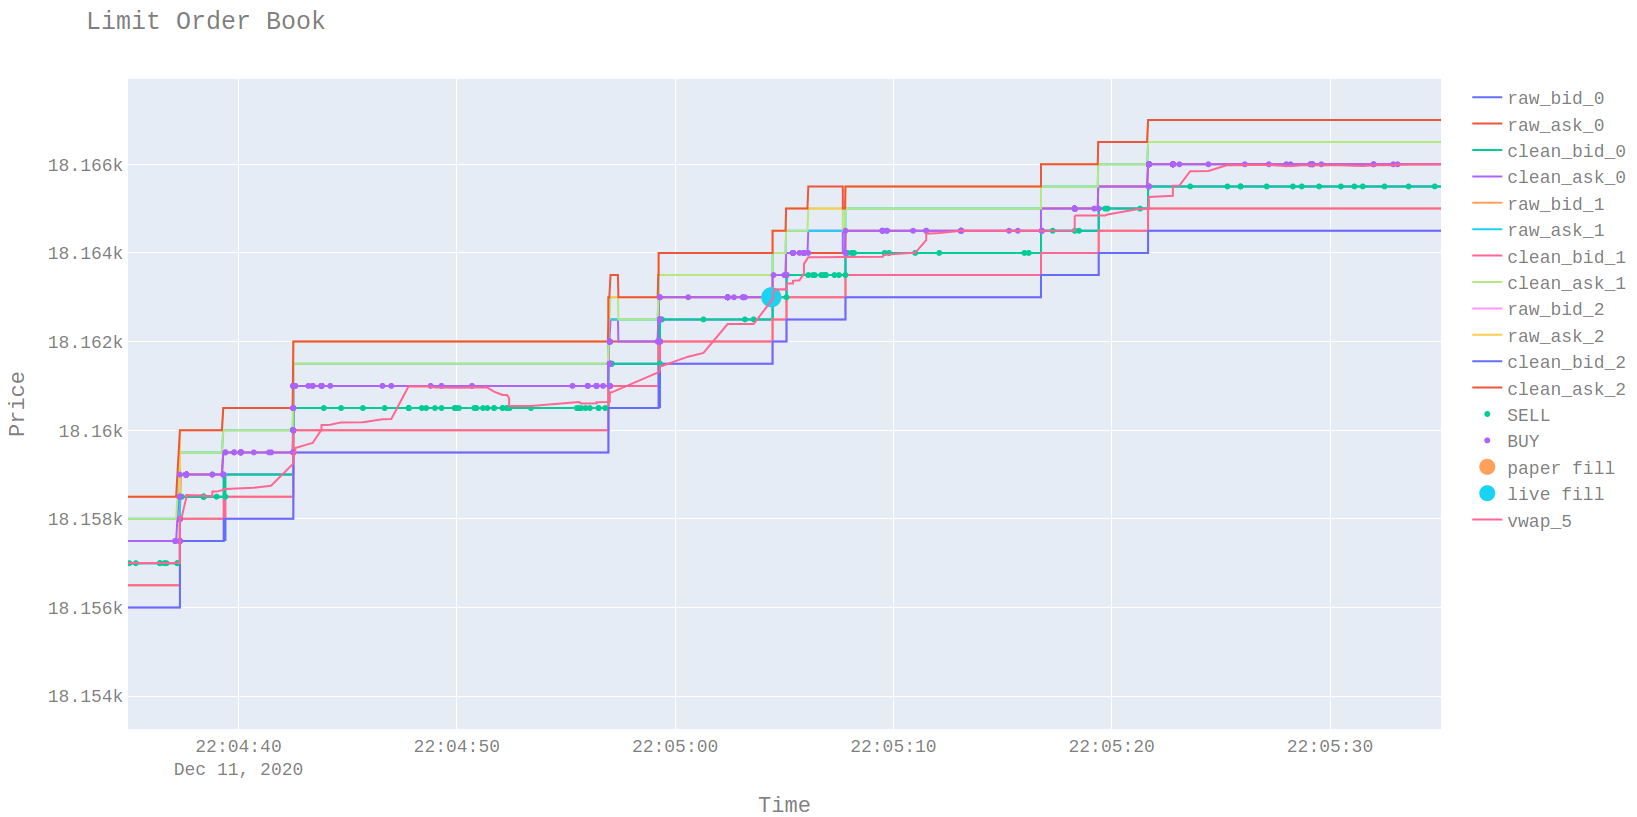 Limit Order Book
Price
18.166k
18.164k
18.162k
18.16k
18.158k
18.156k
18.154k
22:04:40
Dec 11, 2020
22:04:50
22:05:00
22:05:10
22:05:20
22:05:30
Time
raw_bid_0
raw_ask_0
clean_bid_0
clean_ask_0
raw_bid_1
raw_ask_1
clean_bid_1
clean_ask_1
raw_bid_2
raw_ask_2
clean_bid_2
clean_ask_2
SELL
BUY
paper fill
live fill
vwap_5